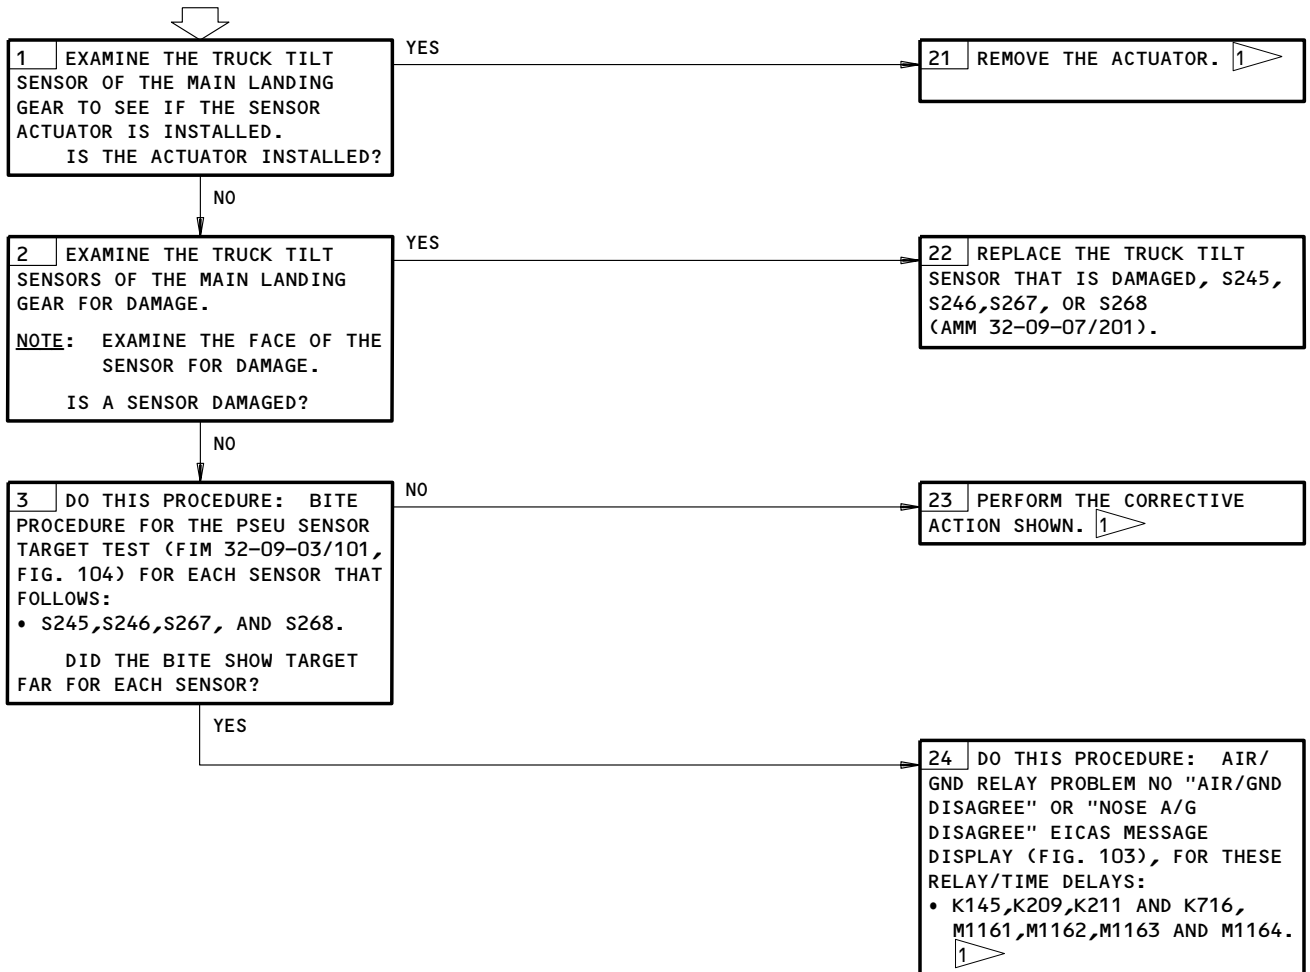 1 EXAMINE THE TRUCK TILT
SENSOR OF THE MAIN LANDING
GEAR TO SEE IF THE SENSOR
ACTUATOR IS INSTALLED.
IS THE ACTUATOR INSTALLED?
YES
21 REMOVE THE ACTUATOR. 1
NO
2 EXAMINE THE TRUCK TILT
SENSORS OF THE MAIN LANDING
GEAR FOR DAMAGE.
NOTE: EXAMINE THE FACE OF THE
SENSOR FOR DAMAGE.
IS A SENSOR DAMAGED?
YES
22 REPLACE THE TRUCK TILT
SENSOR THAT IS DAMAGED, S245,
S246,S267, OR S268
(AMM 32-09-07/201).
NO
3 DO THIS PROCEDURE: BITE
PROCEDURE FOR THE PSEU SENSOR
TARGET TEST (FIM 32-09-03/101,
FIG. 104) FOR EACH SENSOR THAT
FOLLOWS:
• S245,S246,S267, AND S268.
DID THE BITE SHOW TARGET
FAR FOR EACH SENSOR?
NO
23 PERFORM THE CORRECTIVE
ACTION SHOWN. 1
YES
24 DO THIS PROCEDURE: AIR/
GND RELAY PROBLEM NO "AIR/GND
DISAGREE" OR "NOSE A/G
DISAGREE" EICAS MESSAGE
DISPLAY (FIG. 103), FOR THESE
RELAY/TIME DELAYS:
• K145,K209,K211 AND K716,
M1161,M1162,M1163 AND M1164.
1